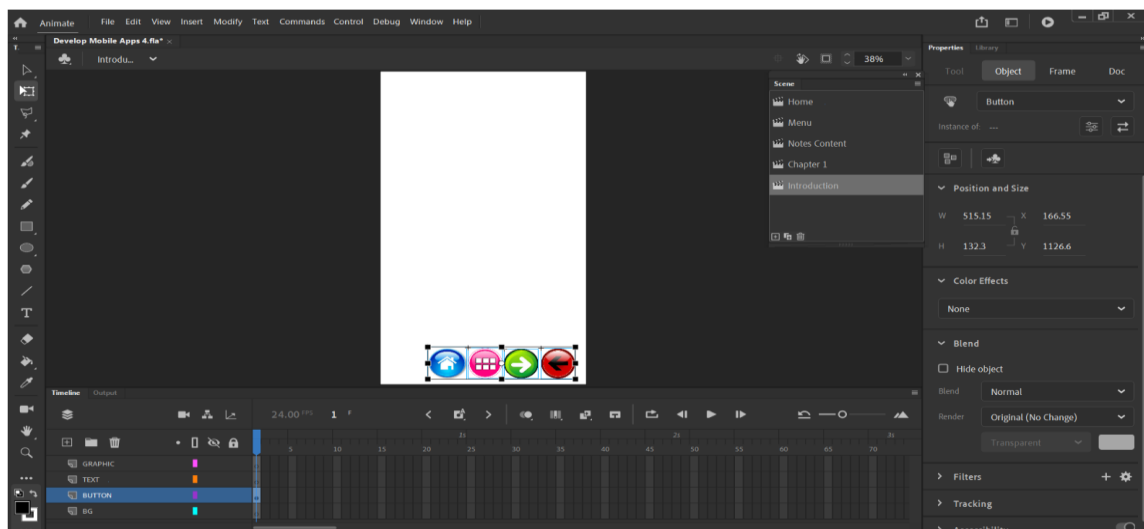 Animate File Edit View Insert Modify Text Commands Control Debug Window Help
Develop Mobile Apps 4.fla* ×
Introdu...
38%
Scene
Home
Menu
Notes Content
Chapter 1
Introduction
Properties Library
Tool Object Frame Doc
Button
Instance of: —
Position and Size
W 515.15 X 166.55
H 132.3 Y 1126.6
Color Effects
None
Blend
Hide object
Blend Normal
Render Original (No Change)
Transparent
Filters
Tracking
Timeline Output
24.00 FPS 1 F
1s 2s 3s
5 10 15 20 25 30 35 40 45 50 55 60 65 70
GRAPHIC
TEXT
BUTTON
BG